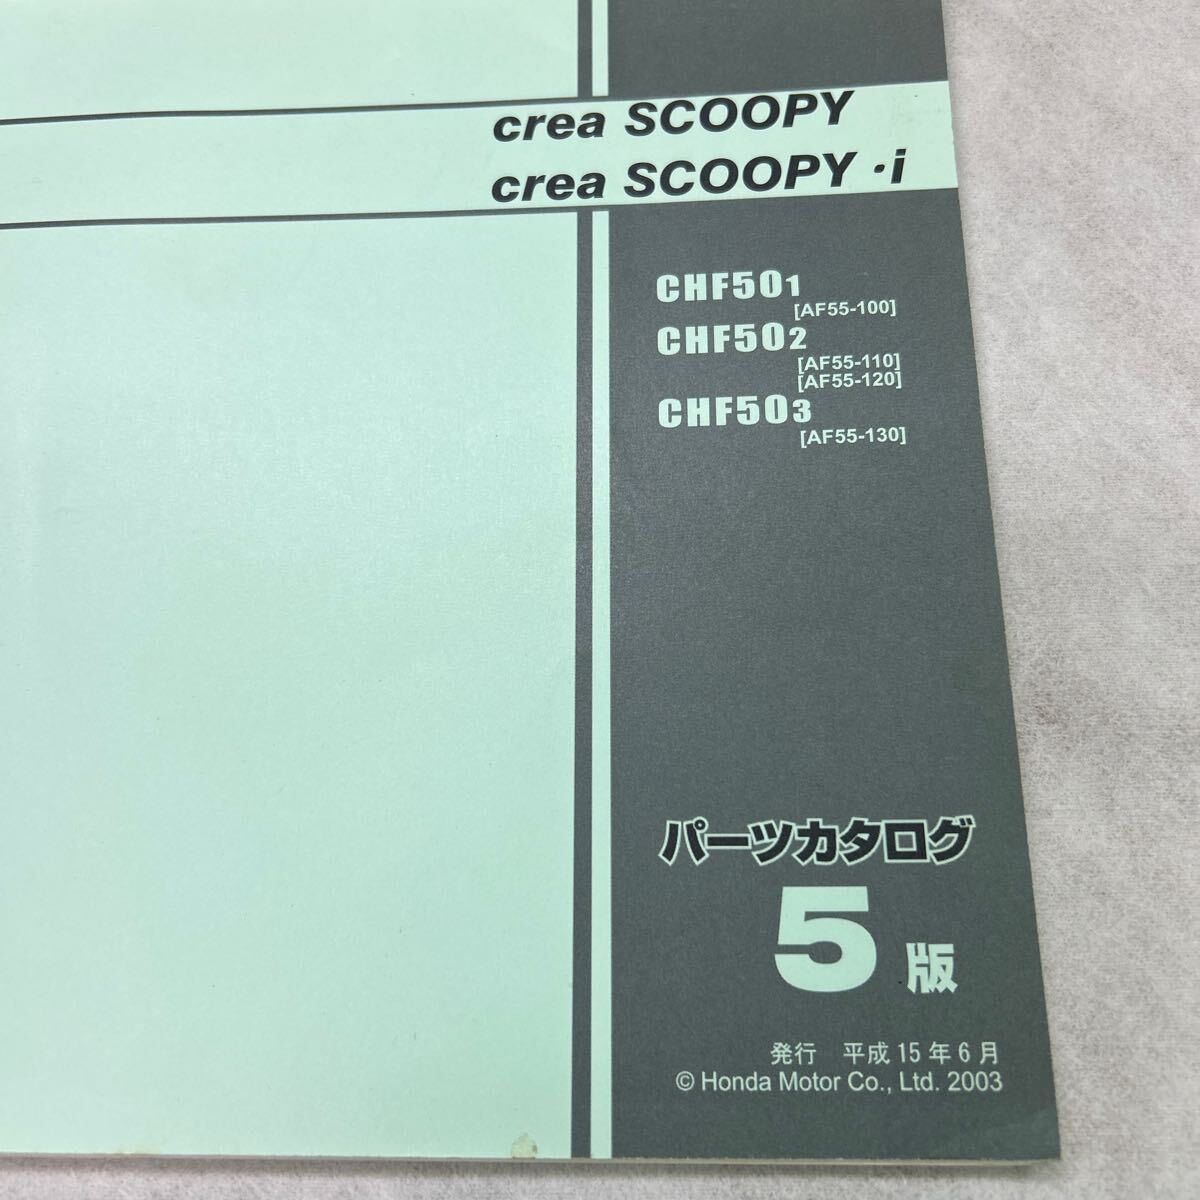 crea SCOOPY
crea SCOOPY・i
CHF501
[AF55-100]
CHF502
[AF55-110]
[AF55-120]
CHF503
[AF55-130]
パーツカタログ
5版
発行 平成15年6月
© Honda Motor Co., Ltd. 2003